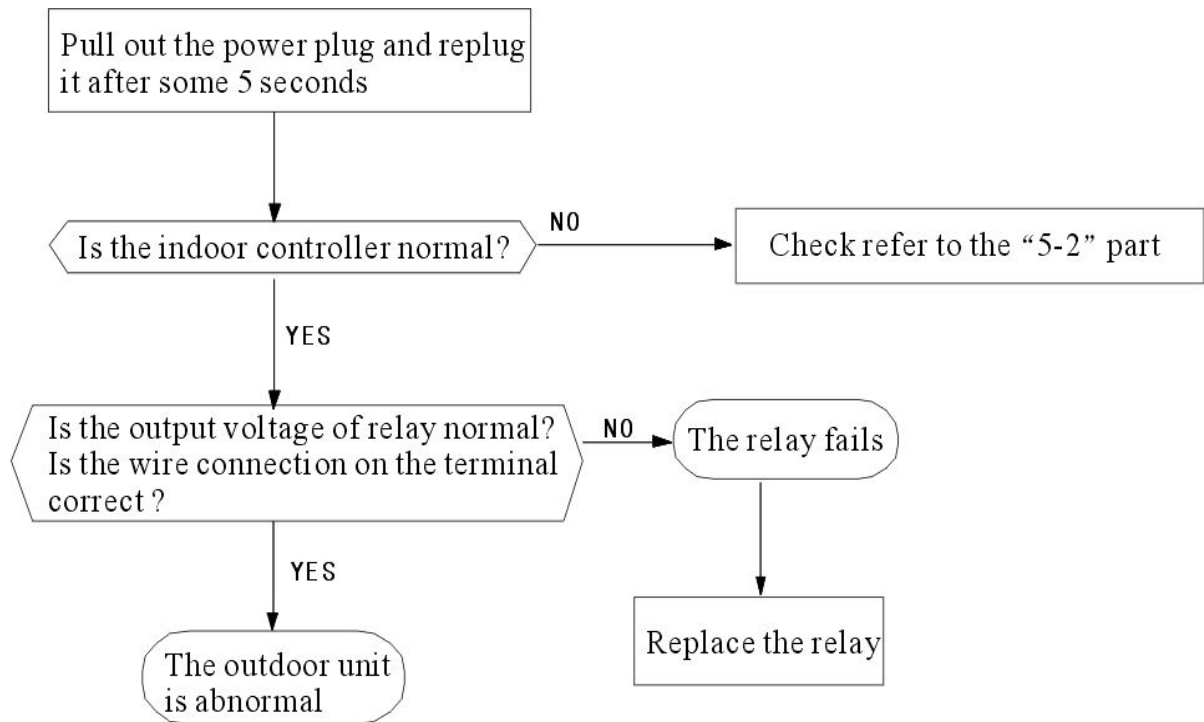 Pull out the power plug and replug
it after some 5 seconds
Is the indoor controller normal?
NO
Check refer to the “5-2” part
YES
Is the output voltage of relay normal?
Is the wire connection on the terminal
correct ?
NO
The relay fails
YES
Replace the relay
The outdoor unit
is abnormal